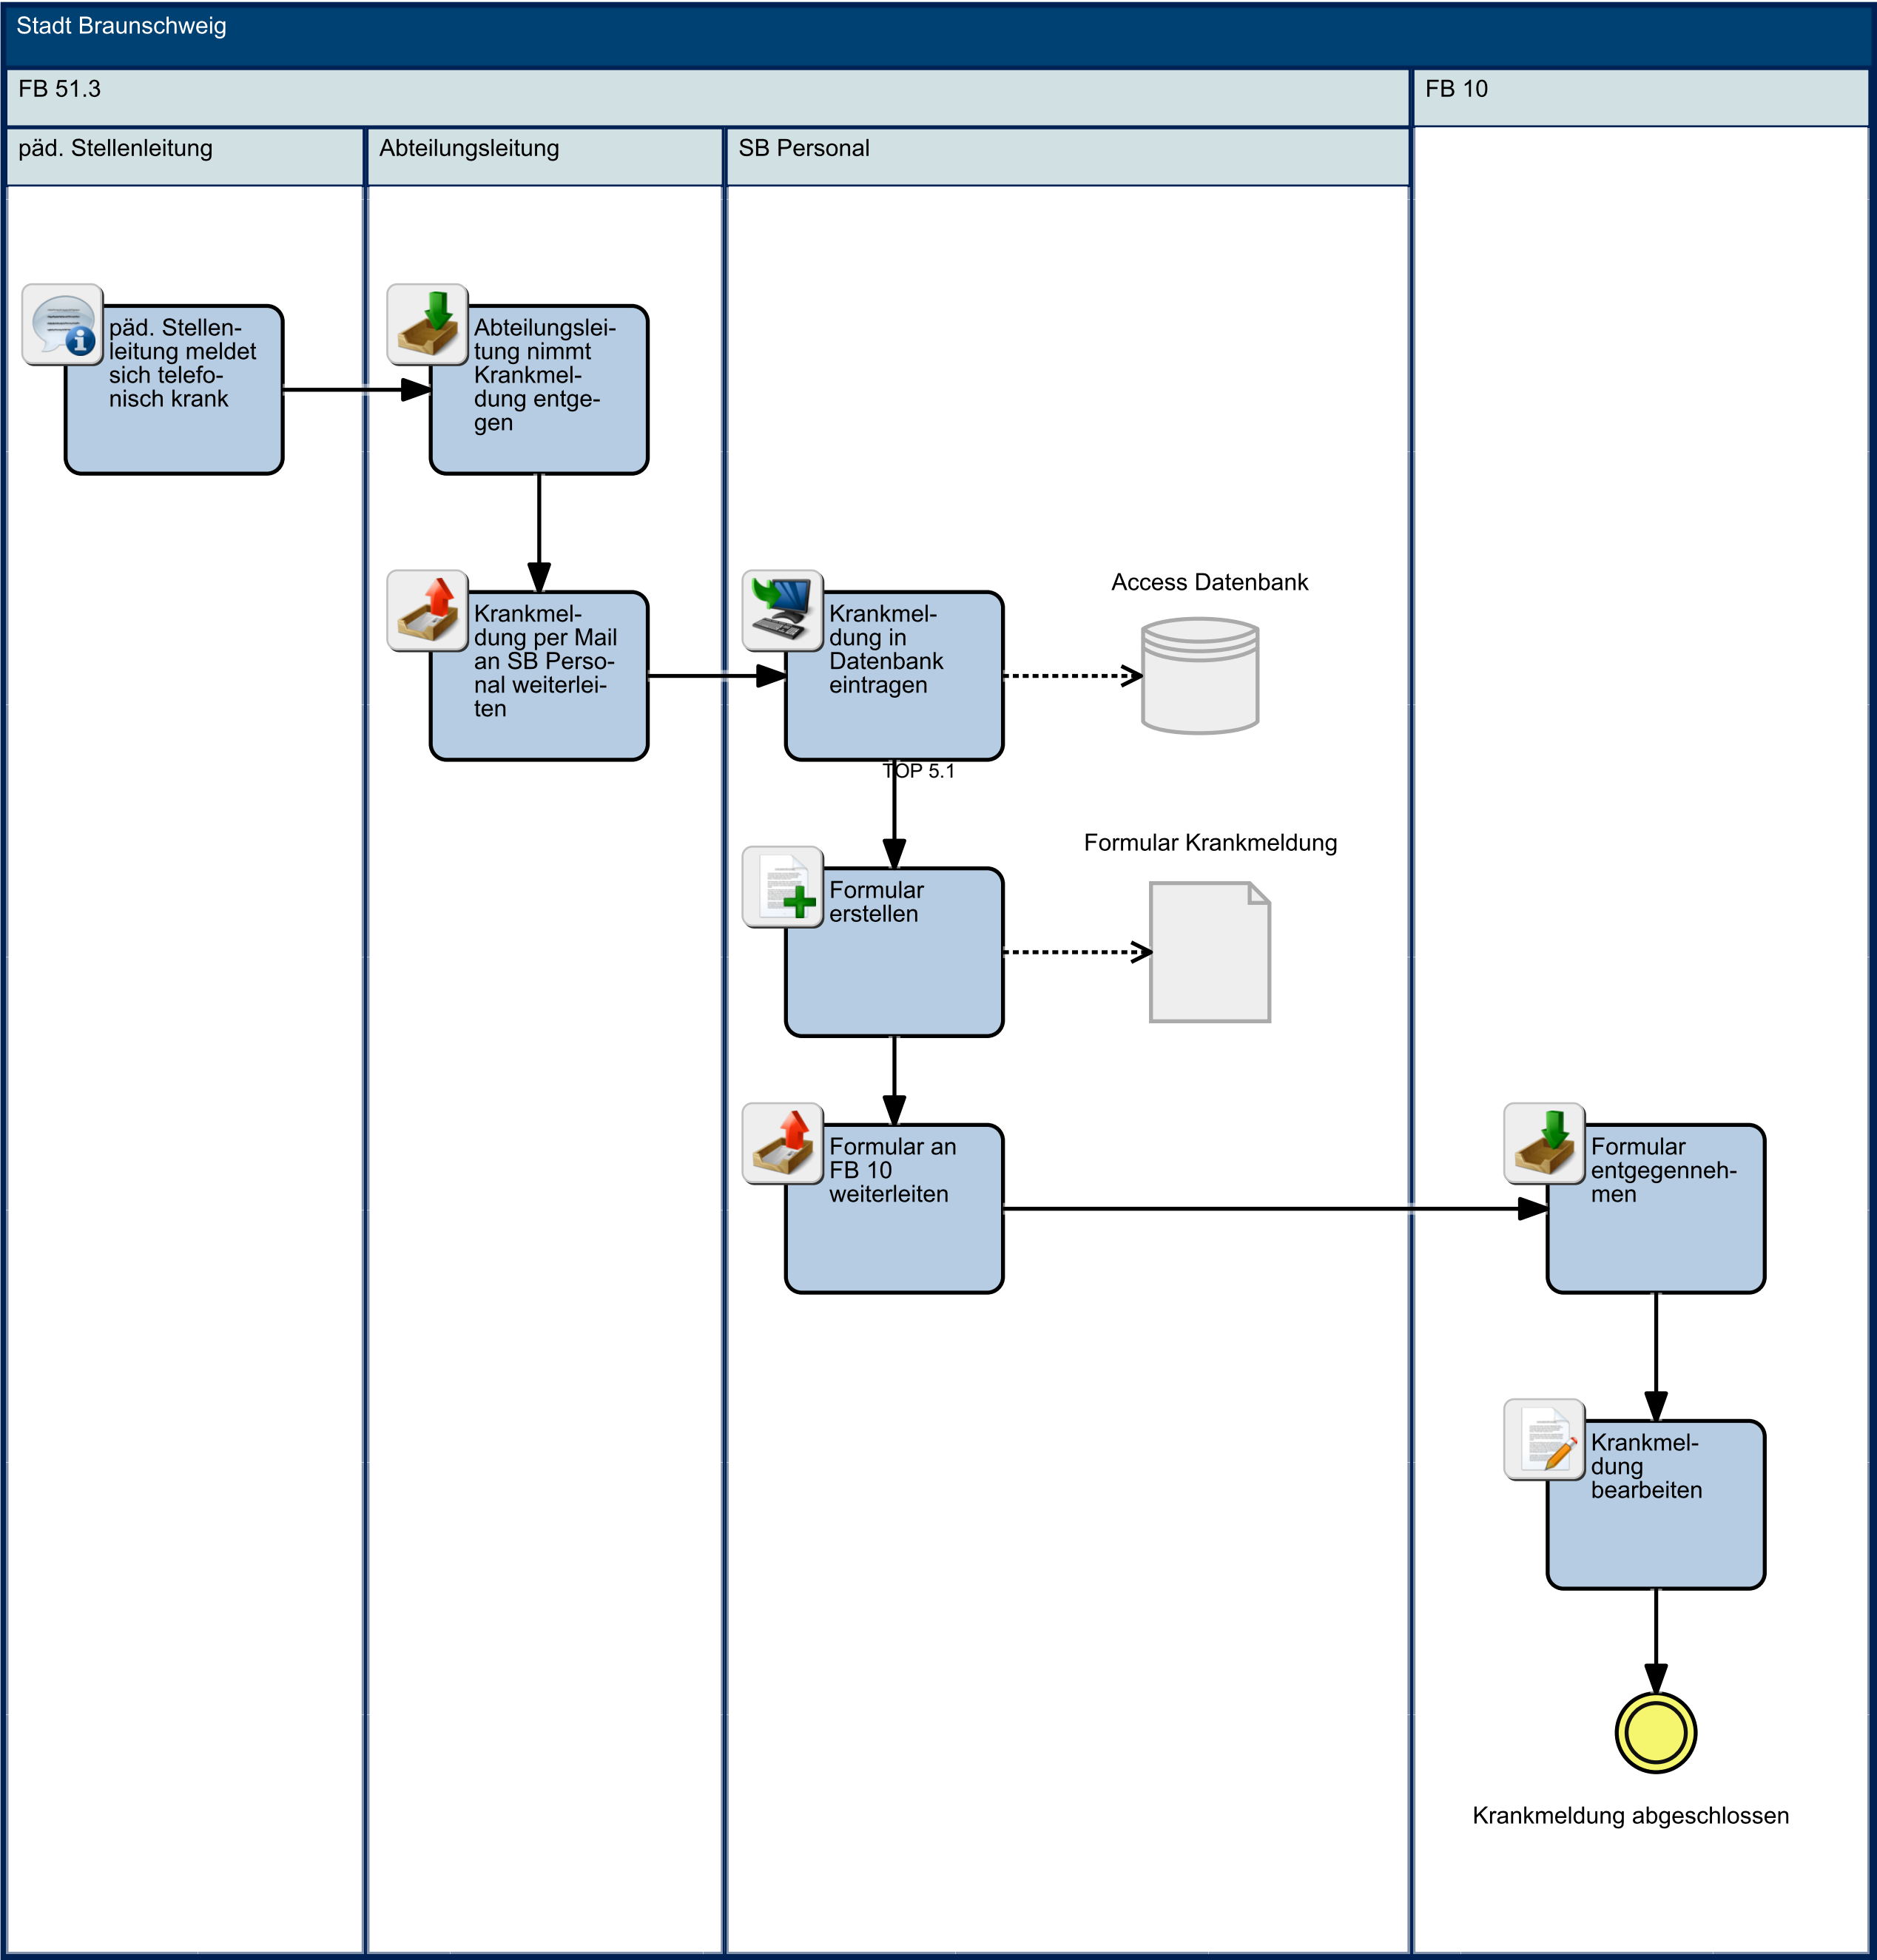 Stadt Braunschweig
FB 51.3
FB 10
päd. Stellenleitung
Abteilungsleitung
SB Personal
päd. Stellen-
leitung meldet
sich telefo-
nisch krank
Abteilungslei-
tung nimmt
Krankmel-
dung entge-
gen
Krankmel-
dung per Mail
an SB Perso-
nal weiterlei-
ten
Krankmel-
dung in
Datenbank
eintragen
Access Datenbank
TOP 5.1
Formular
erstellen
Formular Krankmeldung
Formular an
FB 10
weiterleiten
Formular
entgegenneh-
men
Krankmel-
dung
bearbeiten
Krankmeldung abgeschlossen